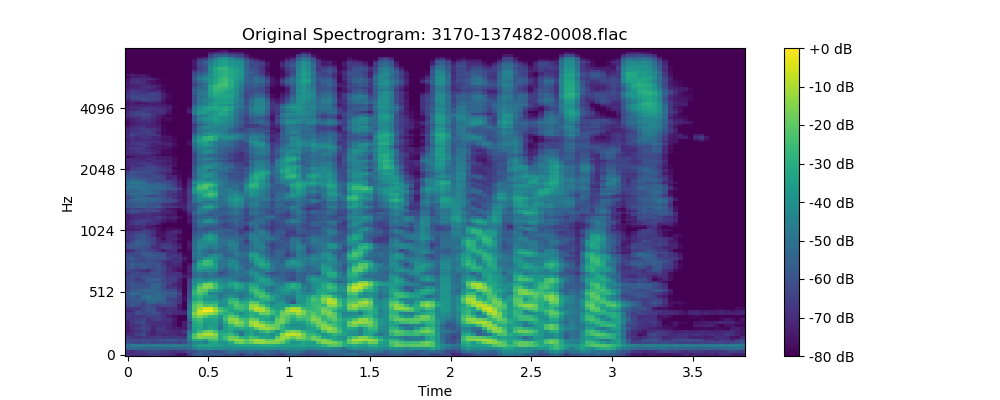 Original Spectrogram: 3170-137482-0008.flac
Hz
4096
2048
1024
512
0
0 0.5 1 1.5 2 2.5 3 3.5
Time
+0 dB
-10 dB
-20 dB
-30 dB
-40 dB
-50 dB
-60 dB
-70 dB
-80 dB